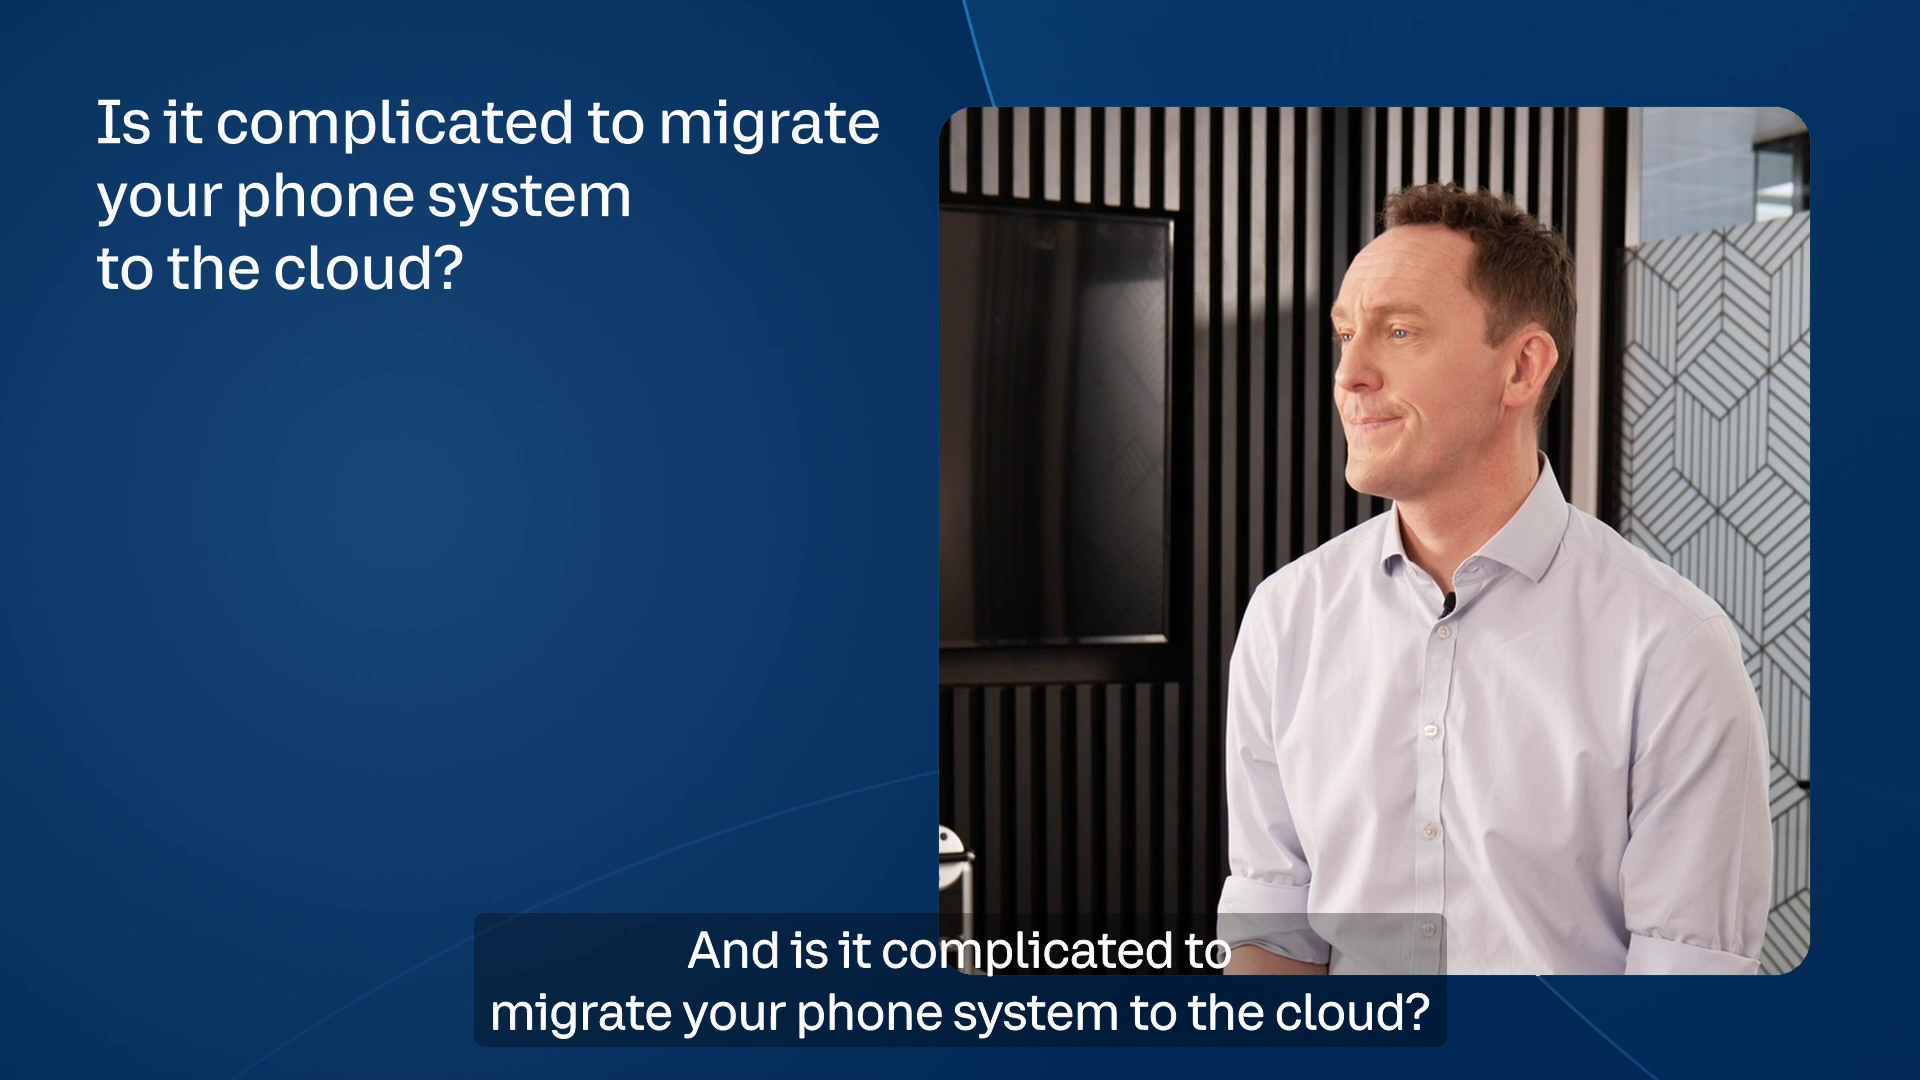 Is it complicated to migrate
your phone system
to the cloud?
And is it complicated to
migrate your phone system to the cloud?